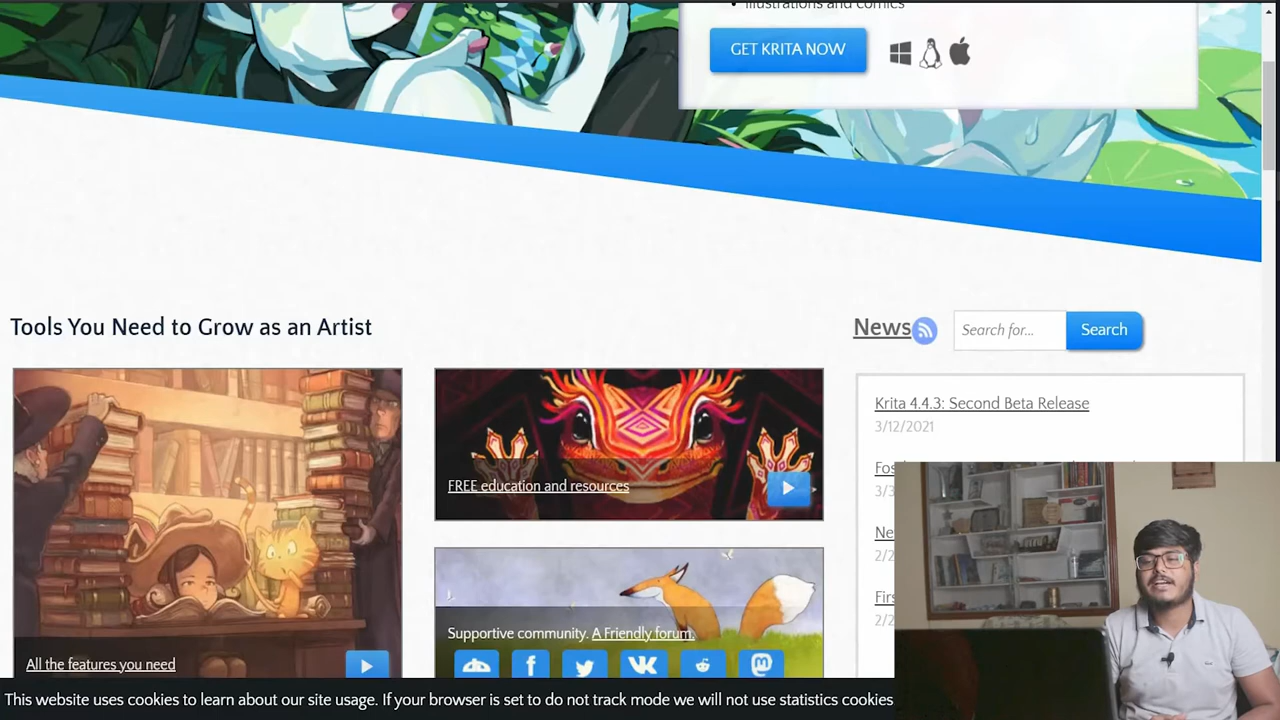 illustrations and comics
GET KRITA NOW
Tools You Need to Grow as an Artist
News
Search for...
Search
Krita 4.4.3: Second Beta Release
3/12/2021
FREE education and resources
Supportive community. A Friendly forum.
All the features you need
This website uses cookies to learn about our site usage. If your browser is set to do not track mode we will not use statistics cookies